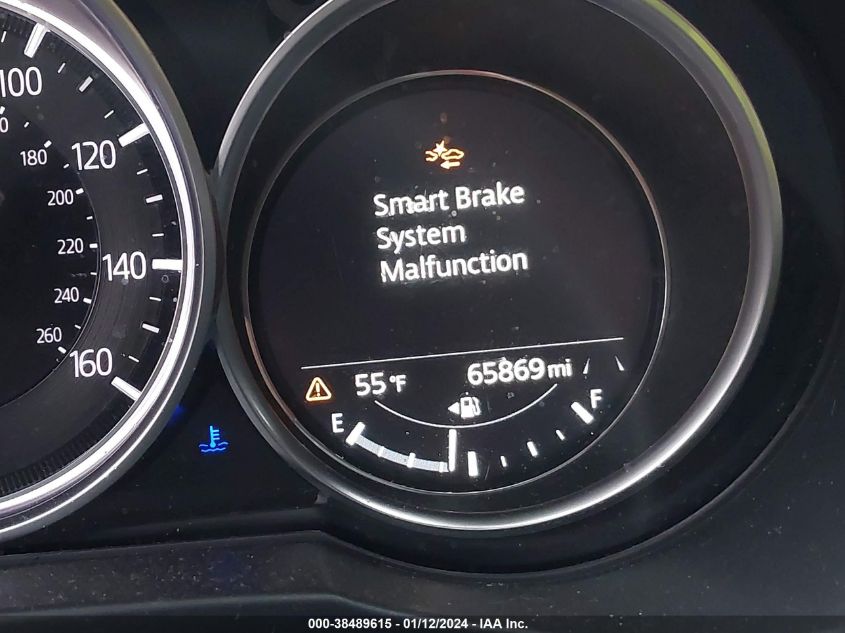 100
120
140
160
180
200
220
240
260
Smart Brake
System
Malfunction
55°F
65869 mi
E
F
000-38489615 - 01/12/2024 - IAA Inc.